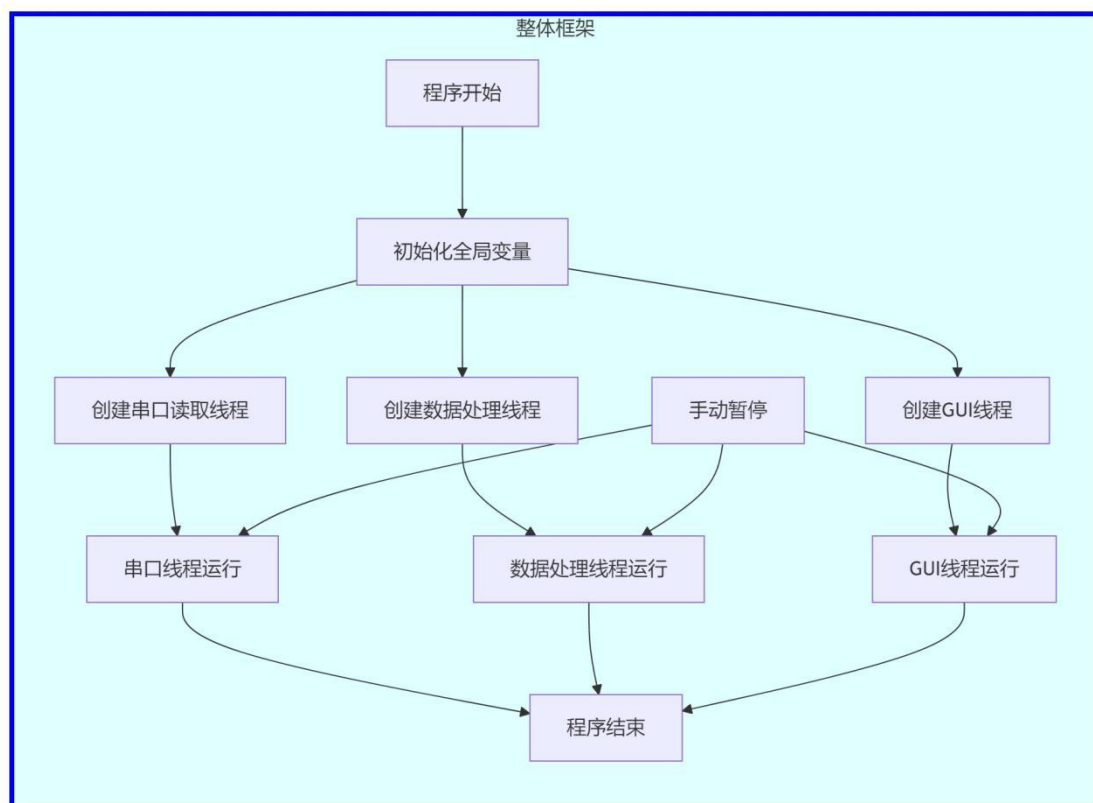 整体框架
程序开始
初始化全局变量
创建串口读取线程
创建数据处理线程
手动暂停
创建GUI线程
串口线程运行
数据处理线程运行
GUI线程运行
程序结束